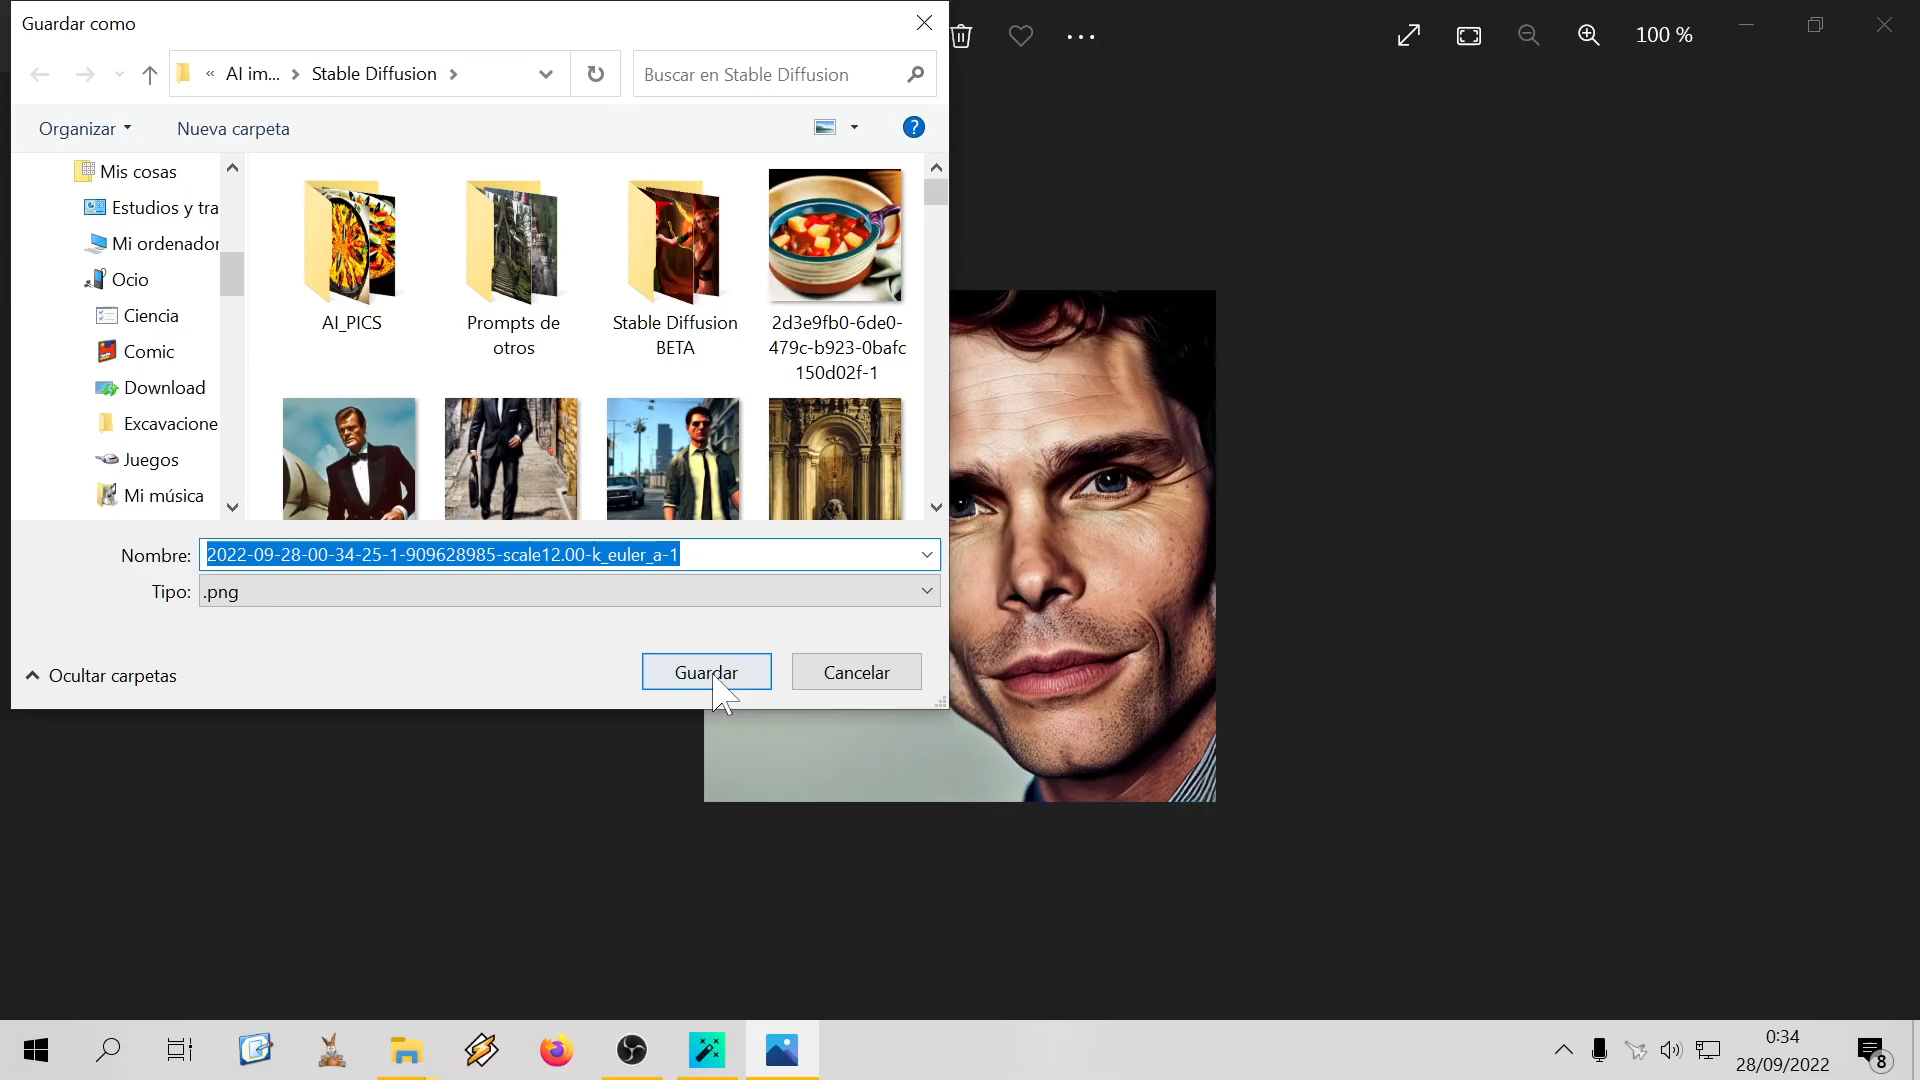 Guardar como
100 %
« AI im... > Stable Diffusion >
Buscar en Stable Diffusion
Organizar
Nueva carpeta
?
Mis cosas
Estudios y tra
Mi ordenador
Ocio
Ciencia
Comic
Download
Excavacione
Juegos
Mi música
AI_PICS
Prompts de
otros
Stable Diffusion
BETA
2d3e9fb0-6de0-
479c-b923-0bafc
150d02f-1
Nombre: 2022-09-28-00-34-25-1-909628985-scale12.00-k_euler_a-1
Tipo: .png
Ocultar carpetas
Guardar
Cancelar
0:34
28/09/2022
8